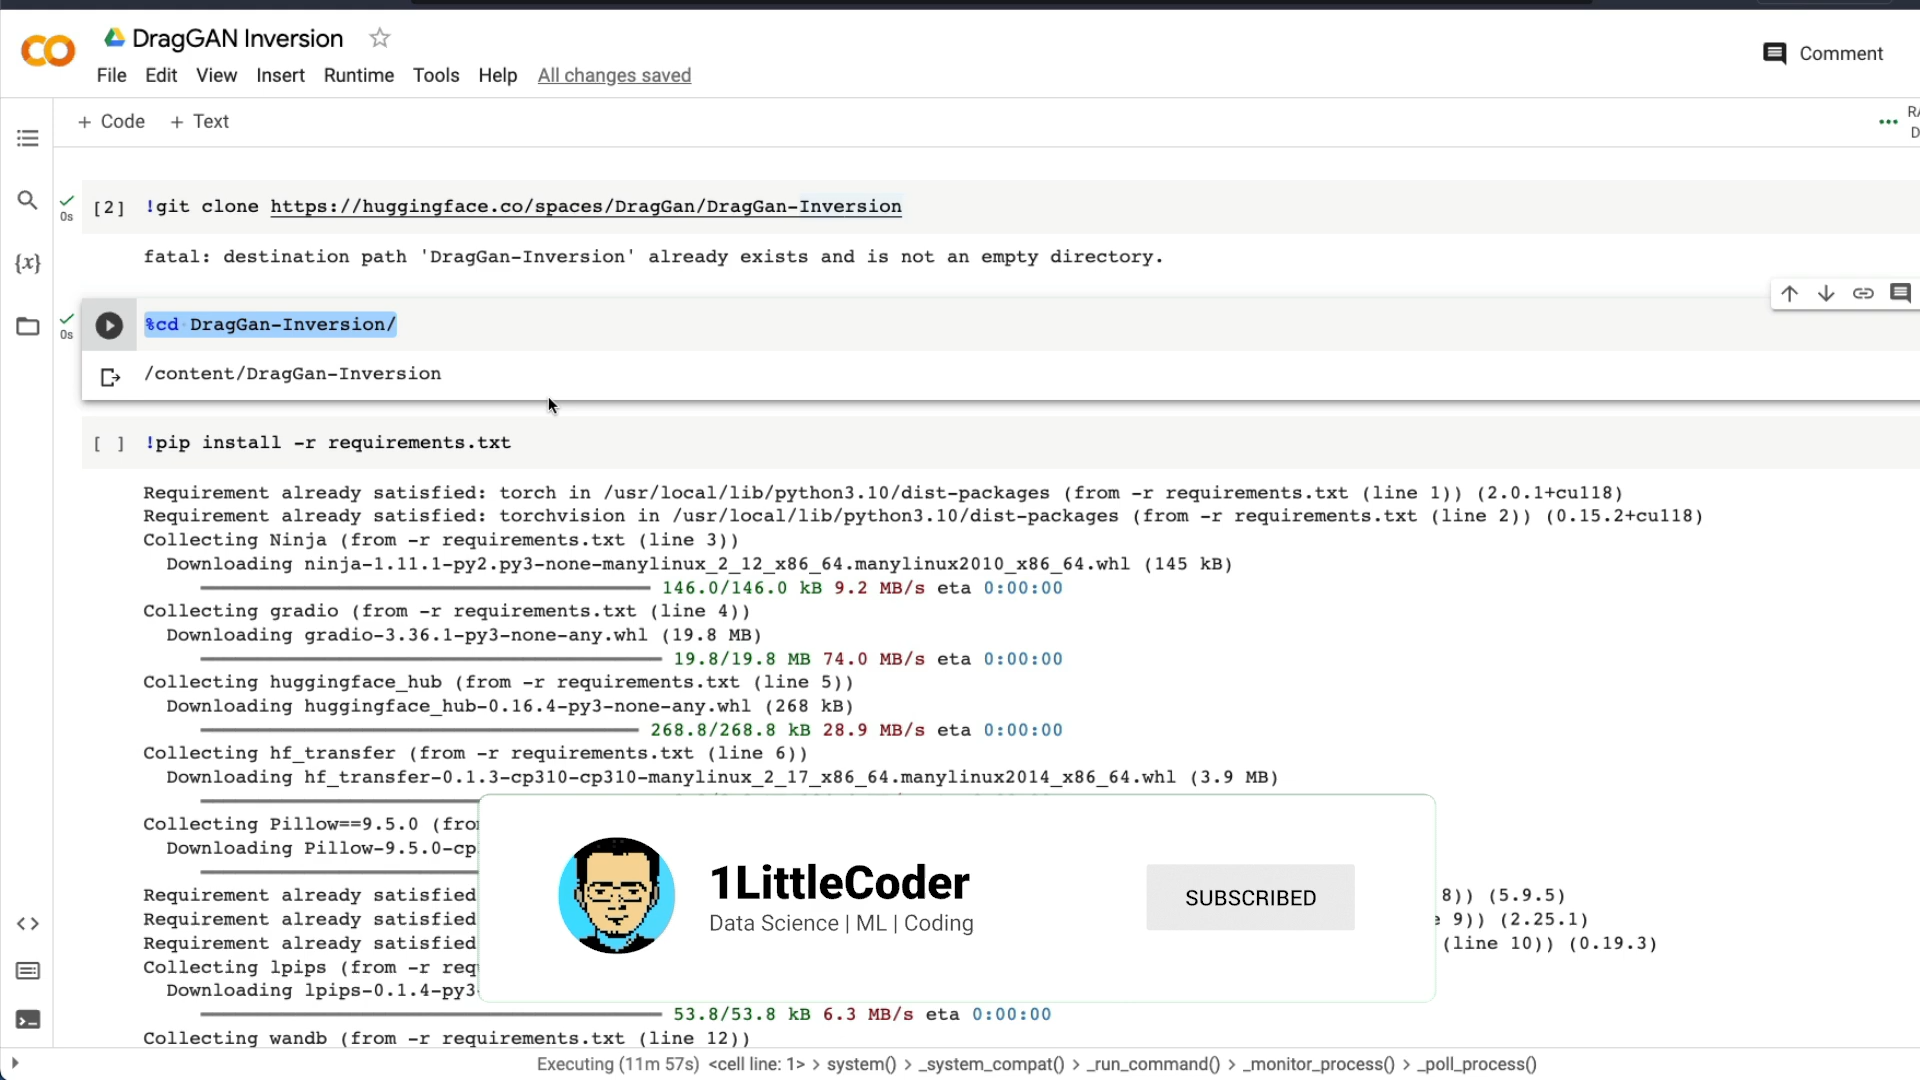 DragGAN Inversion
File Edit View Insert Runtime Tools Help All changes saved
Comment
+ Code + Text
RA
D
0s [2] !git clone https://huggingface.co/spaces/DragGan/DragGan-Inversion
fatal: destination path 'DragGan-Inversion' already exists and is not an empty directory.
0s %cd DragGan-Inversion/
/content/DragGan-Inversion
[ ] !pip install -r requirements.txt
Requirement already satisfied: torch in /usr/local/lib/python3.10/dist-packages (from -r requirements.txt (line 1)) (2.0.1+cu118)
Requirement already satisfied: torchvision in /usr/local/lib/python3.10/dist-packages (from -r requirements.txt (line 2)) (0.15.2+cu118)
Collecting Ninja (from -r requirements.txt (line 3))
Downloading ninja-1.11.1-py2.py3-none-manylinux_2_12_x86_64.manylinux2010_x86_64.whl (145 kB)
146.0/146.0 kB 9.2 MB/s eta 0:00:00
Collecting gradio (from -r requirements.txt (line 4))
Downloading gradio-3.36.1-py3-none-any.whl (19.8 MB)
19.8/19.8 MB 74.0 MB/s eta 0:00:00
Collecting huggingface_hub (from -r requirements.txt (line 5))
Downloading huggingface_hub-0.16.4-py3-none-any.whl (268 kB)
268.8/268.8 kB 28.9 MB/s eta 0:00:00
Collecting hf_transfer (from -r requirements.txt (line 6))
Downloading hf_transfer-0.1.3-cp310-cp310-manylinux_2_17_x86_64.manylinux2014_x86_64.whl (3.9 MB)
Collecting Pillow==9.5.0 (fro
Downloading Pillow-9.5.0-cp
Requirement already satisfied 8)) (5.9.5)
Requirement already satisfied 9)) (2.25.1)
Requirement already satisfied (line 10)) (0.19.3)
Collecting lpips (from -r req
Downloading lpips-0.1.4-py3-
53.8/53.8 kB 6.3 MB/s eta 0:00:00
Collecting wandb (from -r requirements.txt (line 12))
1LittleCoder
Data Science | ML | Coding
SUBSCRIBED
Executing (11m 57s) <cell line: 1> > system() > _system_compat() > _run_command() > _monitor_process() > _poll_process()